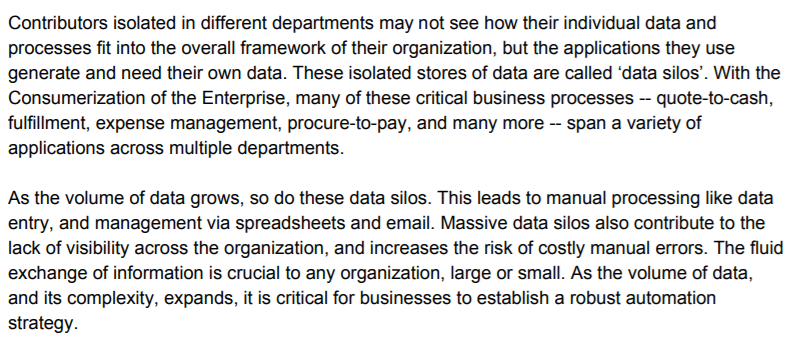 Contributors isolated in different departments may not see how their individual data and
processes fit into the overall framework of their organization, but the applications they use
generate and need their own data. These isolated stores of data are called ‘data silos’. With the
Consumerization of the Enterprise, many of these critical business processes -- quote-to-cash,
fulfillment, expense management, procure-to-pay, and many more -- span a variety of
applications across multiple departments.

As the volume of data grows, so do these data silos. This leads to manual processing like data
entry, and management via spreadsheets and email. Massive data silos also contribute to the
lack of visibility across the organization, and increases the risk of costly manual errors. The fluid
exchange of information is crucial to any organization, large or small. As the volume of data,
and its complexity, expands, it is critical for businesses to establish a robust automation
strategy.